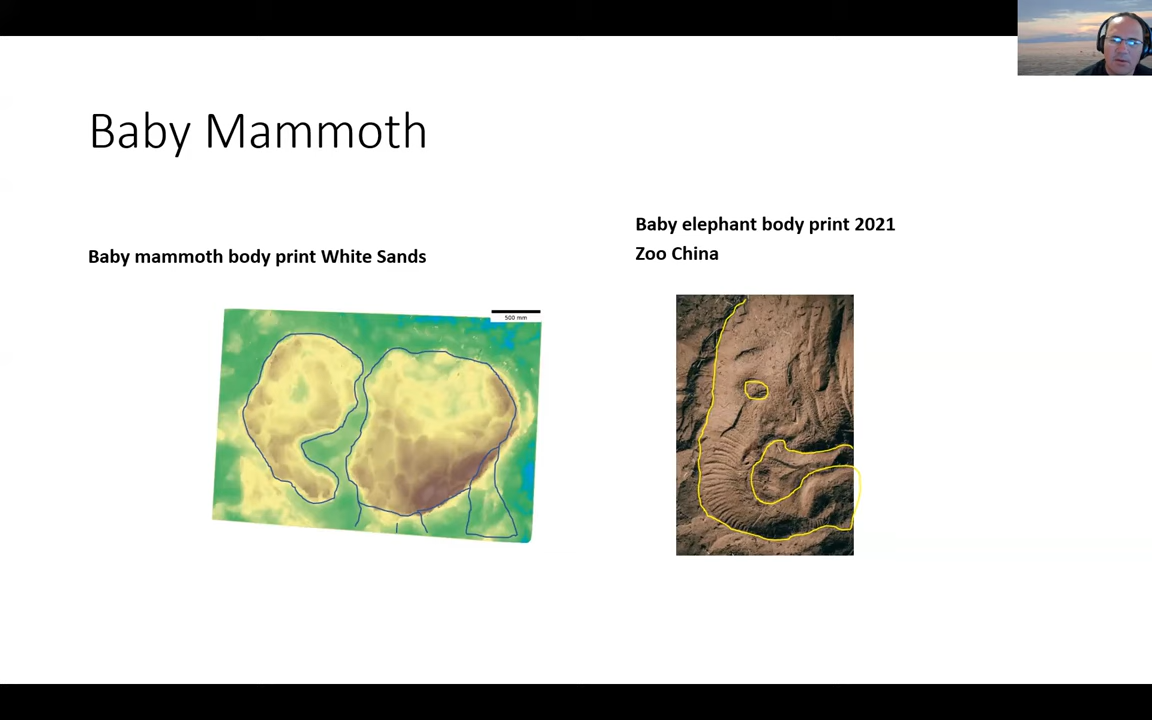 Baby Mammoth
Baby mammoth body print White Sands
Baby elephant body print 2021
Zoo China
500 mm